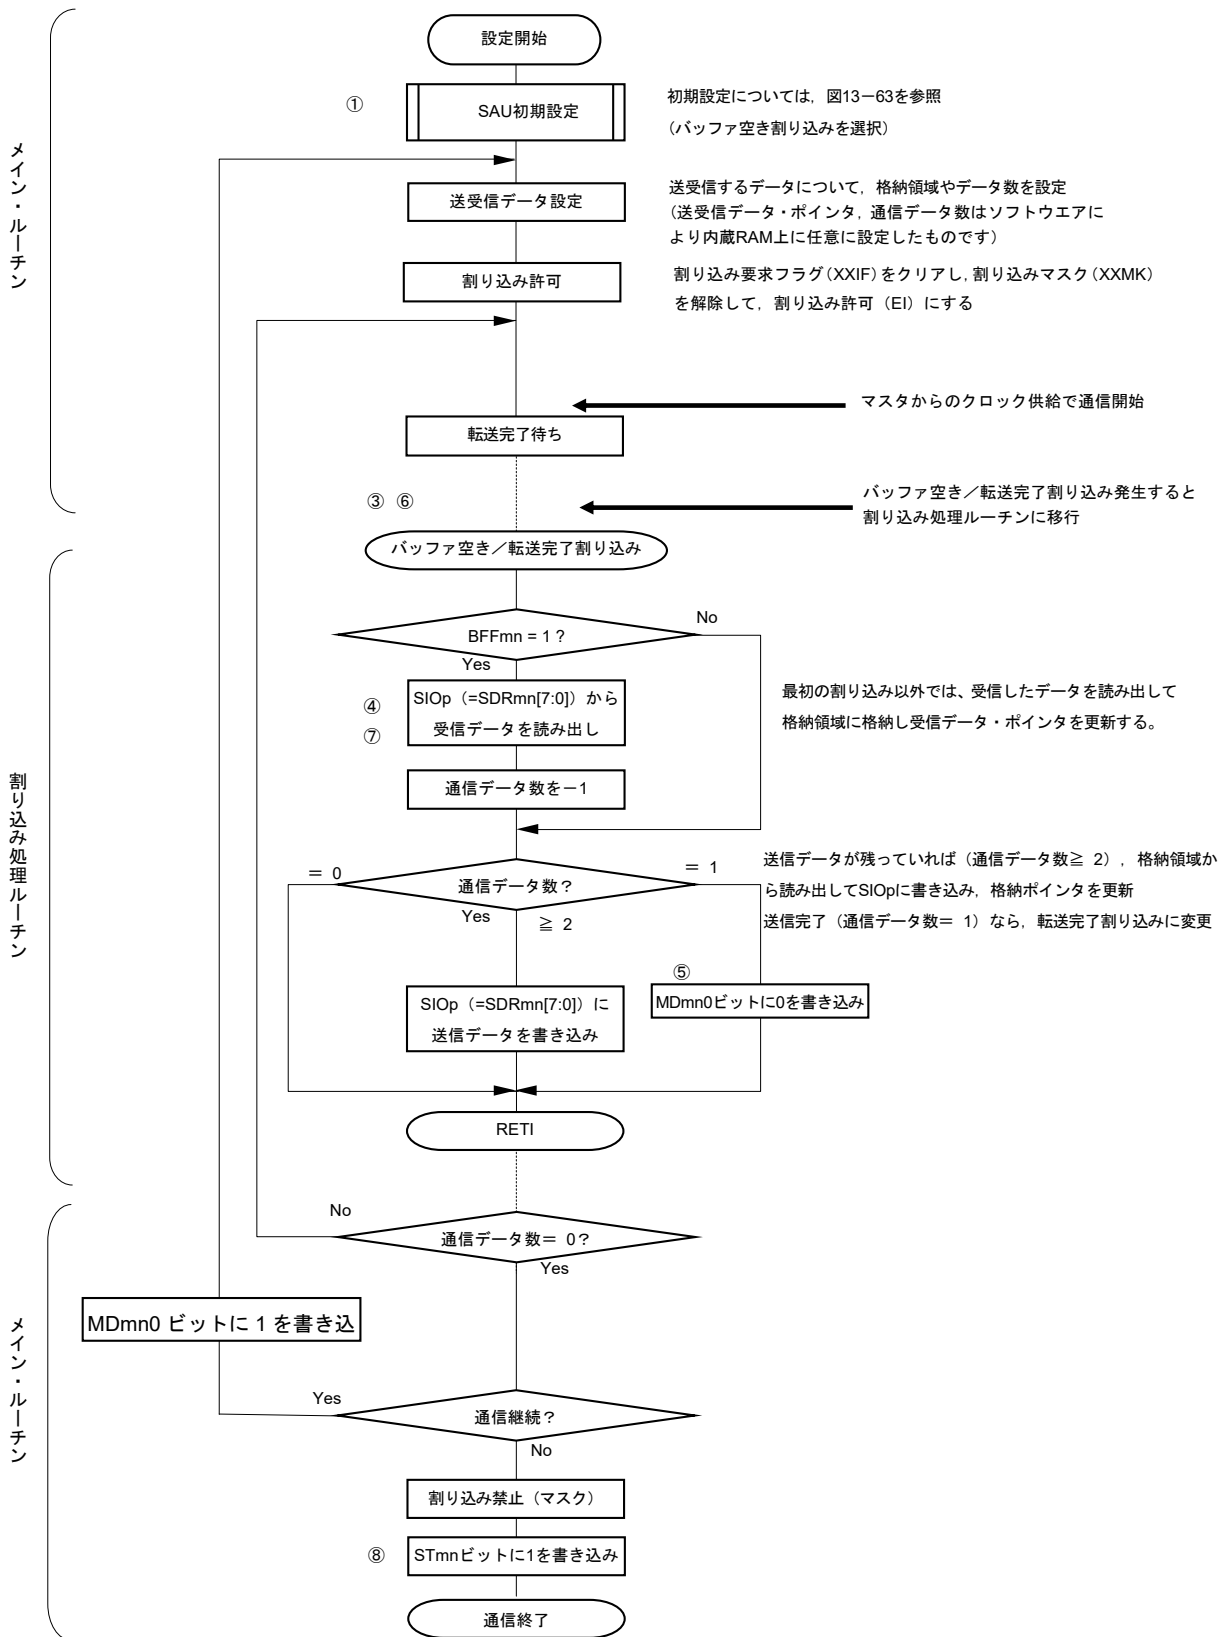 設定開始
①
SAU初期設定
初期設定については，図13－63を参照
（バッファ空き割り込みを選択）
メイン・ルーチン
送受信データ設定
送受信するデータについて，格納領域やデータ数を設定
（送受信データ・ポインタ，通信データ数はソフトウエアに
より内蔵RAM上に任意に設定したものです）
割り込み許可
割り込み要求フラグ（XXIF）をクリアし，割り込みマスク（XXMK）
を解除して，割り込み許可（EI）にする
マスタからのクロック供給で通信開始
転送完了待ち
③ ⑥
バッファ空き／転送完了割り込み発生すると
割り込み処理ルーチンに移行
バッファ空き／転送完了割り込み
割り込み処理ルーチン
BFFmn = 1？
No
Yes
④
⑦
SIOp（=SDRmn[7:0]）から
受信データを読み出し
最初の割り込み以外では、受信したデータを読み出して
格納領域に格納し受信データ・ポインタを更新する。
通信データ数を－1
＝ 0
通信データ数？
＝ 1
Yes
≧ 2
送信データが残っていれば（通信データ数≧ 2），格納領域か
ら読み出してSIOpに書き込み，格納ポインタを更新
送信完了（通信データ数＝ 1）なら，転送完了割り込みに変更
⑤
MDmn0ビットに0を書き込み
SIOp（=SDRmn[7:0]）に
送信データを書き込み
RETI
メイン・ルーチン
No
通信データ数＝ 0？
Yes
MDmn0 ビットに 1 を書き込
Yes
通信継続？
No
割り込み禁止（マスク）
⑧
STmnビットに1を書き込み
通信終了